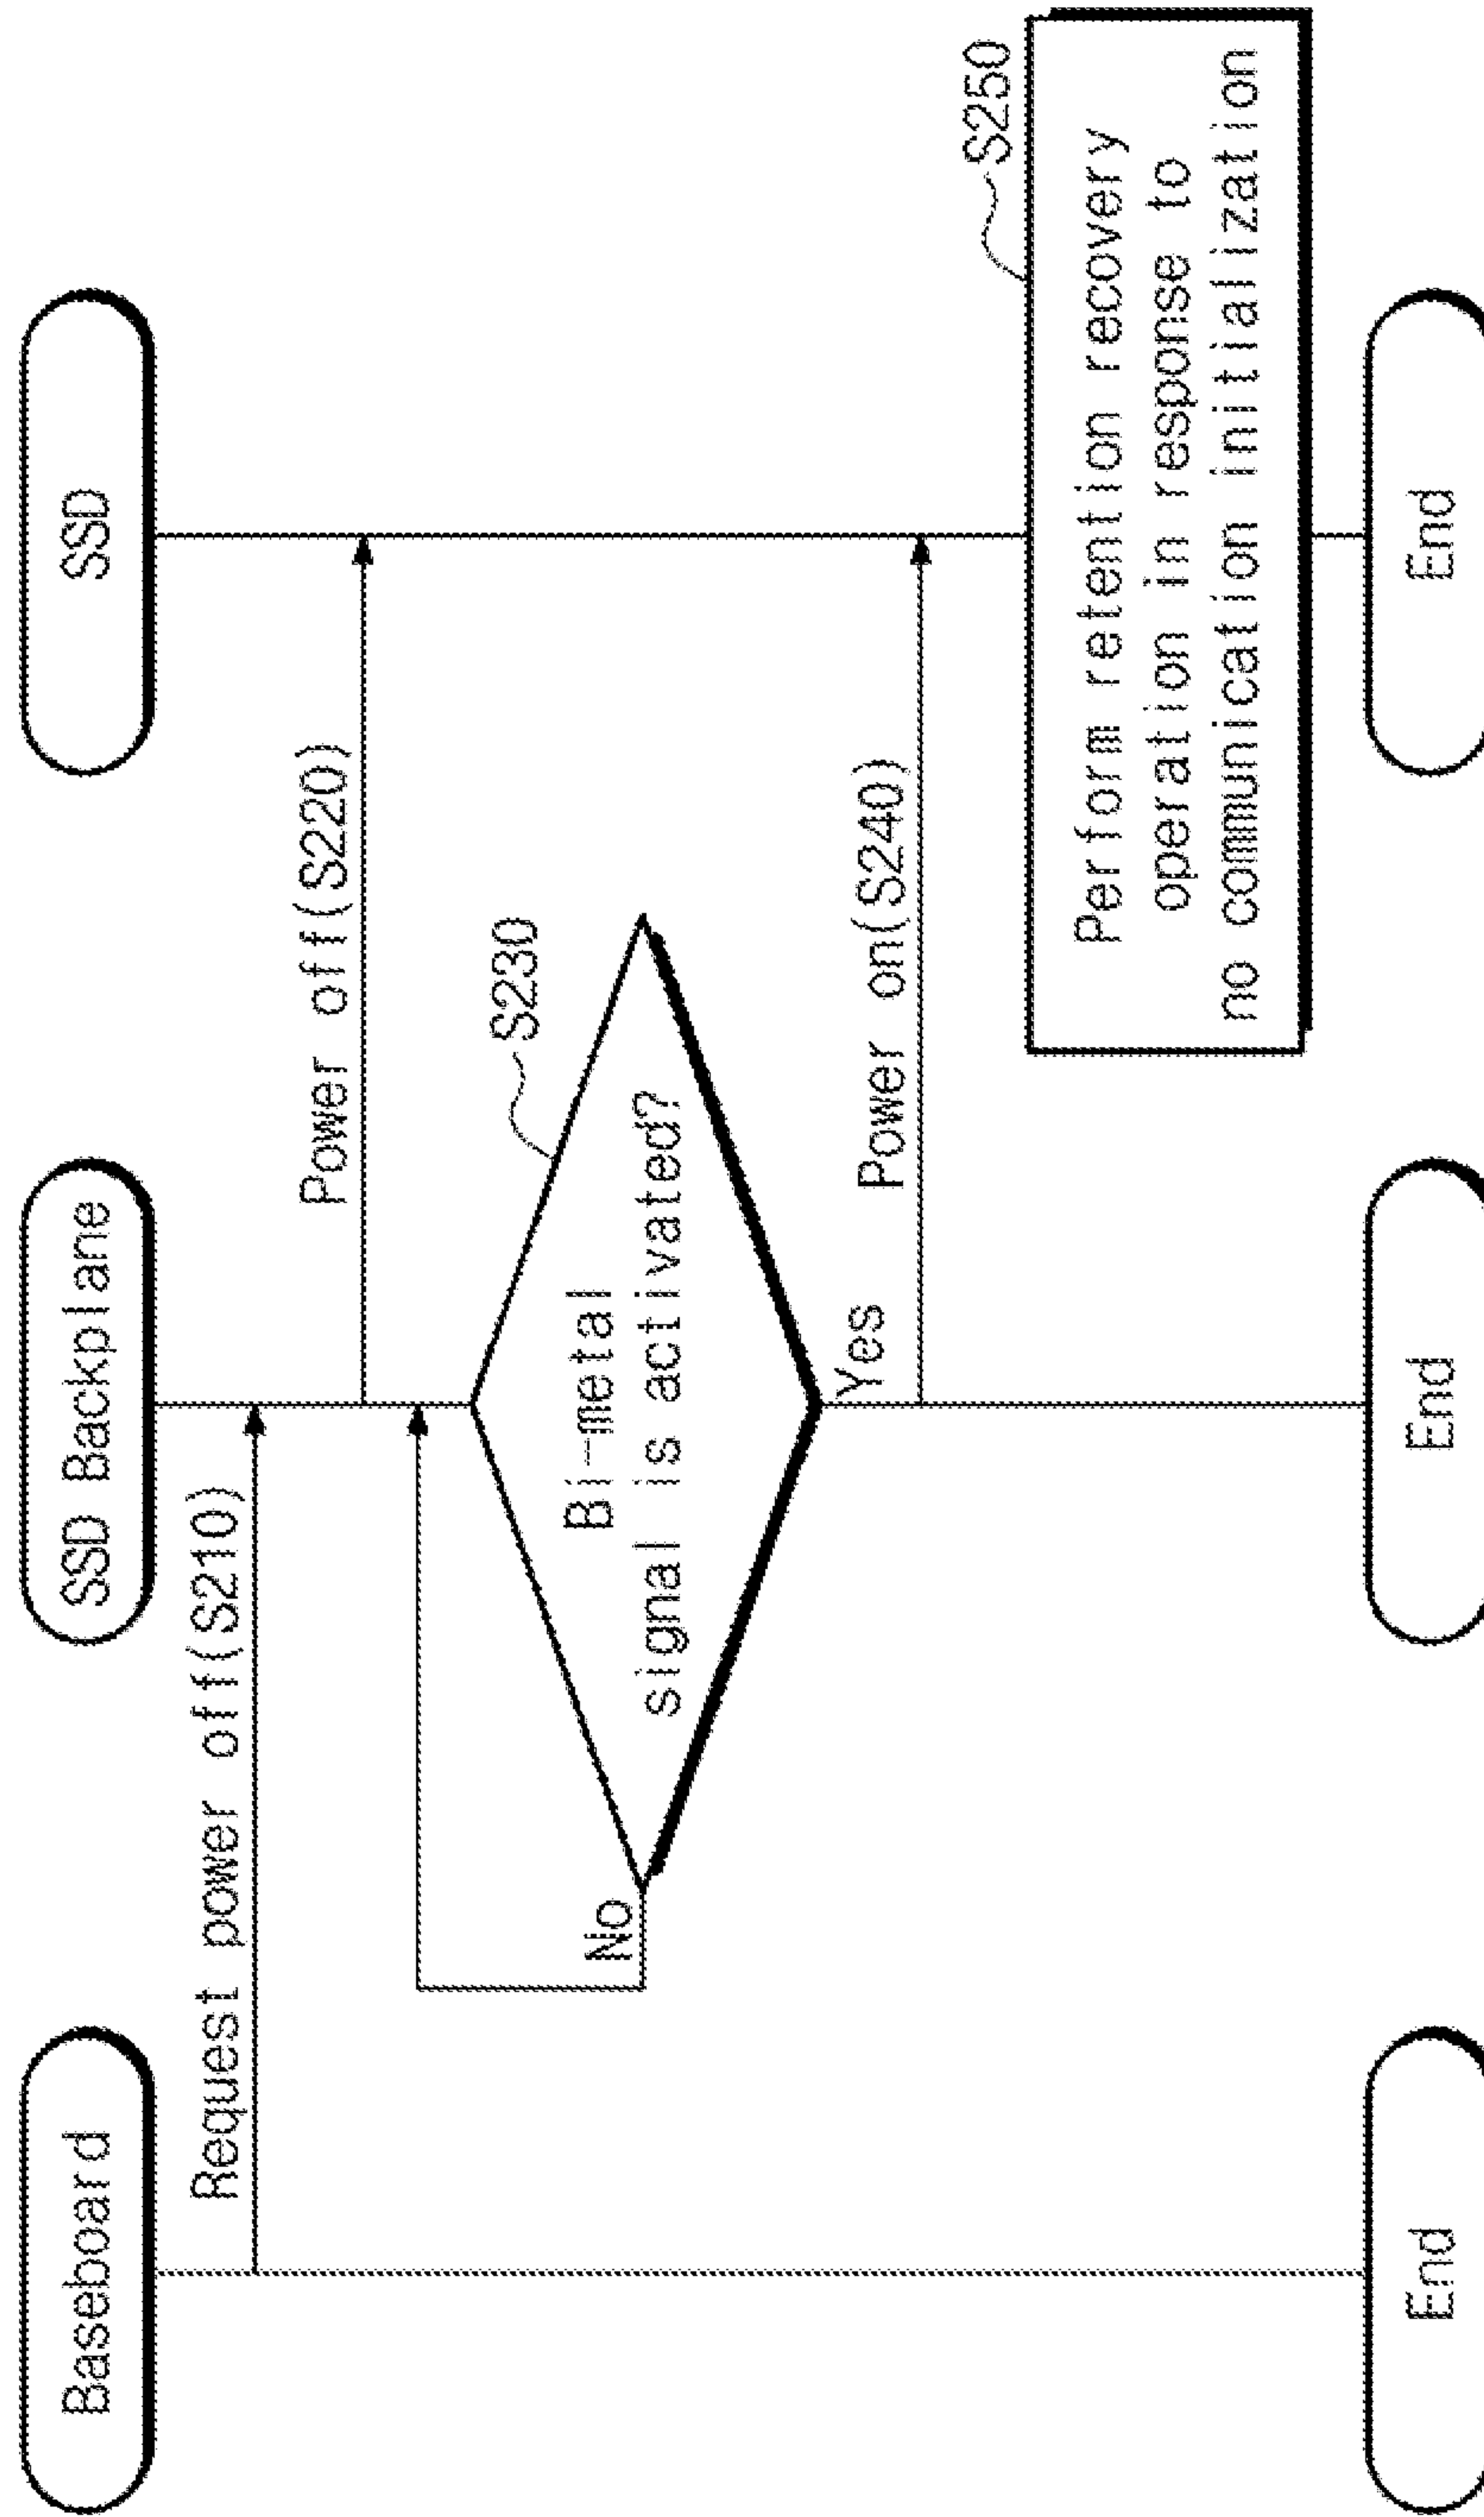 Baseboard
SSD Backplane
SSD
Request power off(S210)
Power off(S220)
S230
Bi-metal
signal is activated?
No
Yes
Power on(S240)
S250
Perform retention recovery
operation in response to
no communication initialization
End
End
End